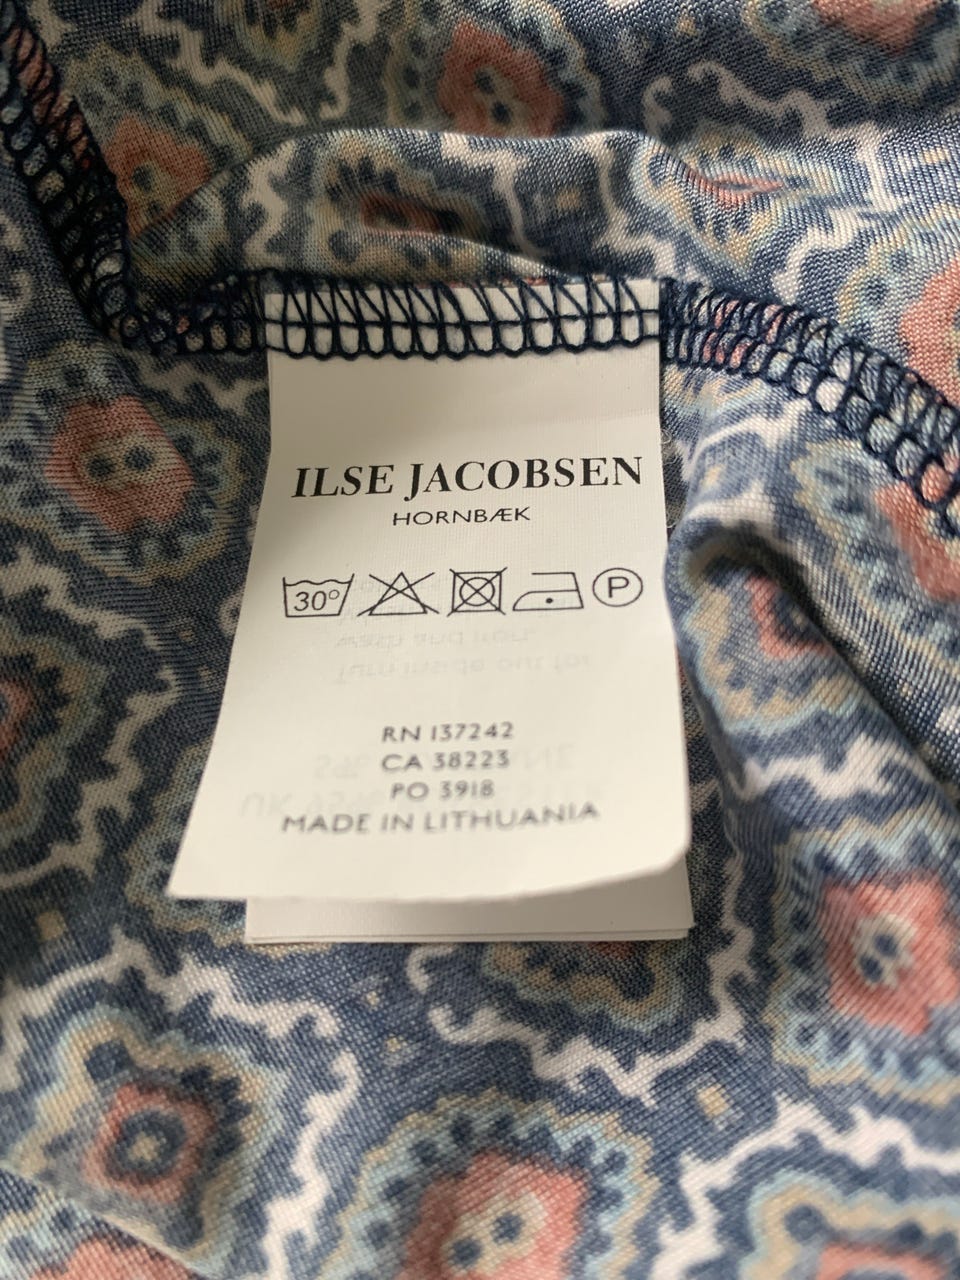 ILSE JACOBSEN
HORNBÆK
30° P
RN 137242
CA 38223
PO 3918
MADE IN LITHUANIA